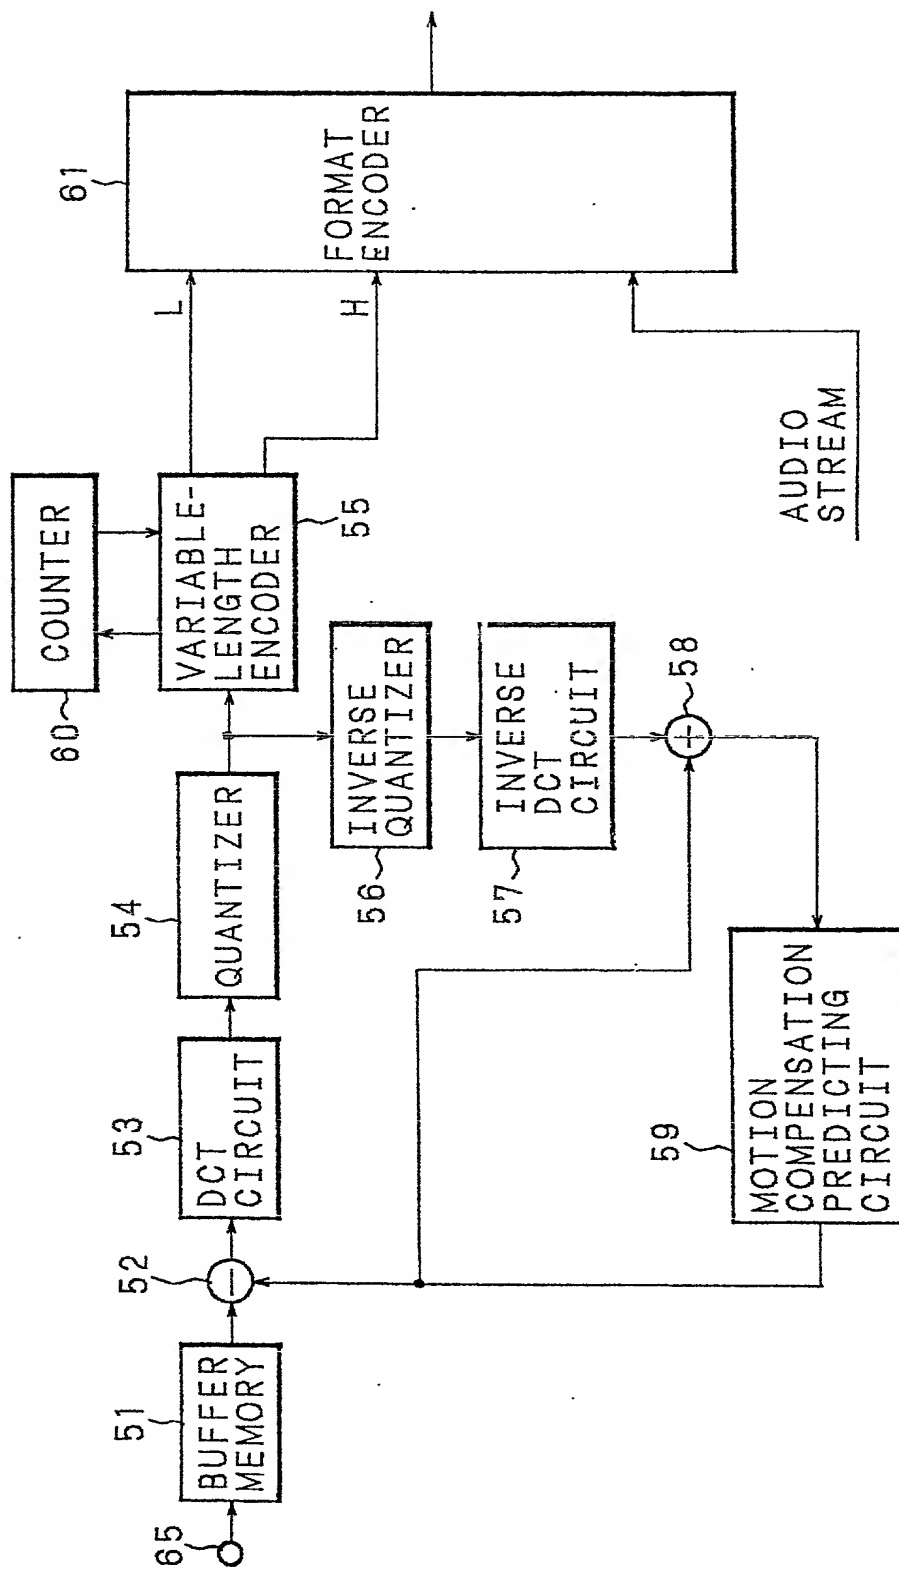 65
51
BUFFER
MEMORY
52
53
DCT
CIRCUIT
54
QUANTIZER
60
COUNTER
VARIABLE-
LENGTH
ENCODER
55
L
H
61
FORMAT
ENCODER
56
INVERSE
QUANTIZER
57
INVERSE
DCT
CIRCUIT
58
59
MOTION
COMPENSATION
PREDICTING
CIRCUIT
AUDIO
STREAM